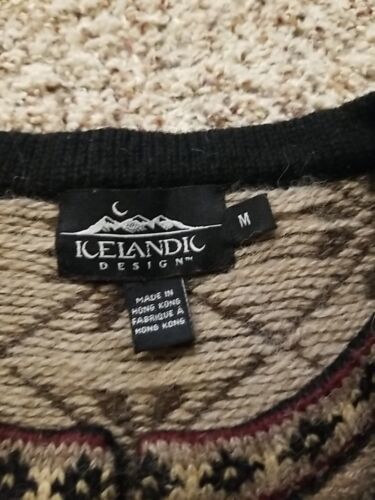 ICELANDIC
DESIGN™
M
MADE IN
HONG KONG
FABRIQUÉ À
HONG KONG